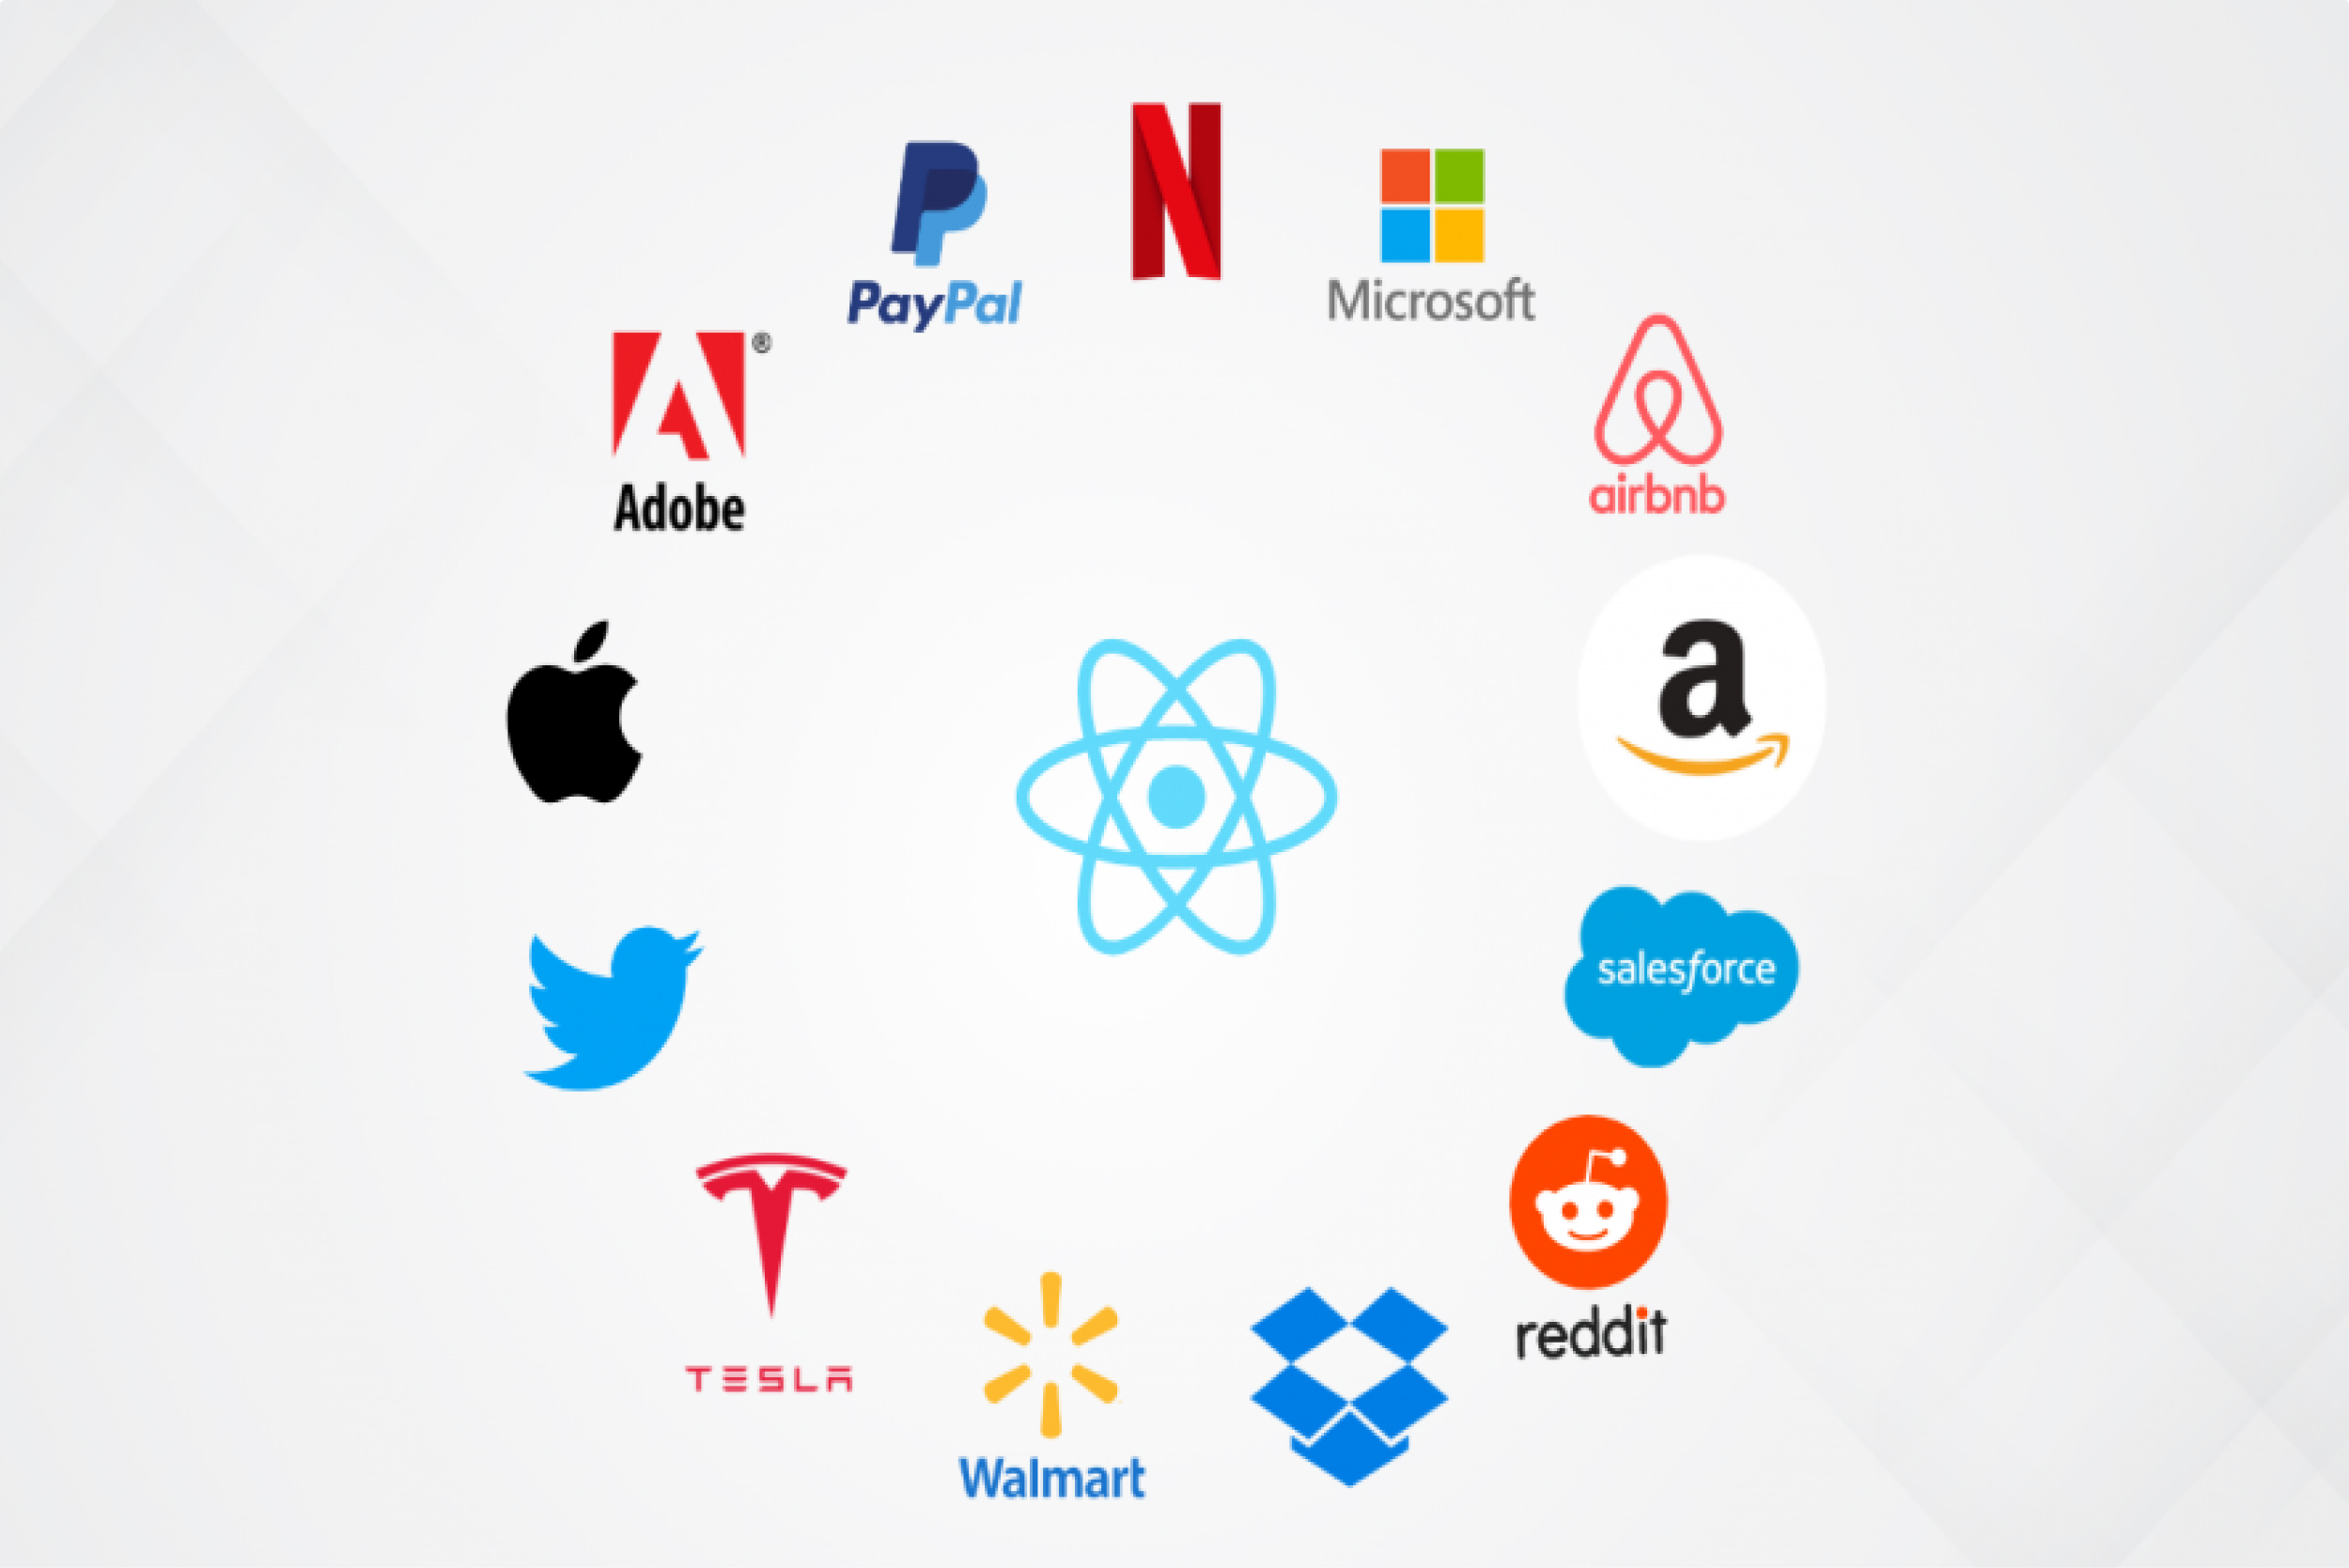 PayPal
Microsoft
Adobe
®
airbnb
a
salesforce
reddit
TESLA
Walmart